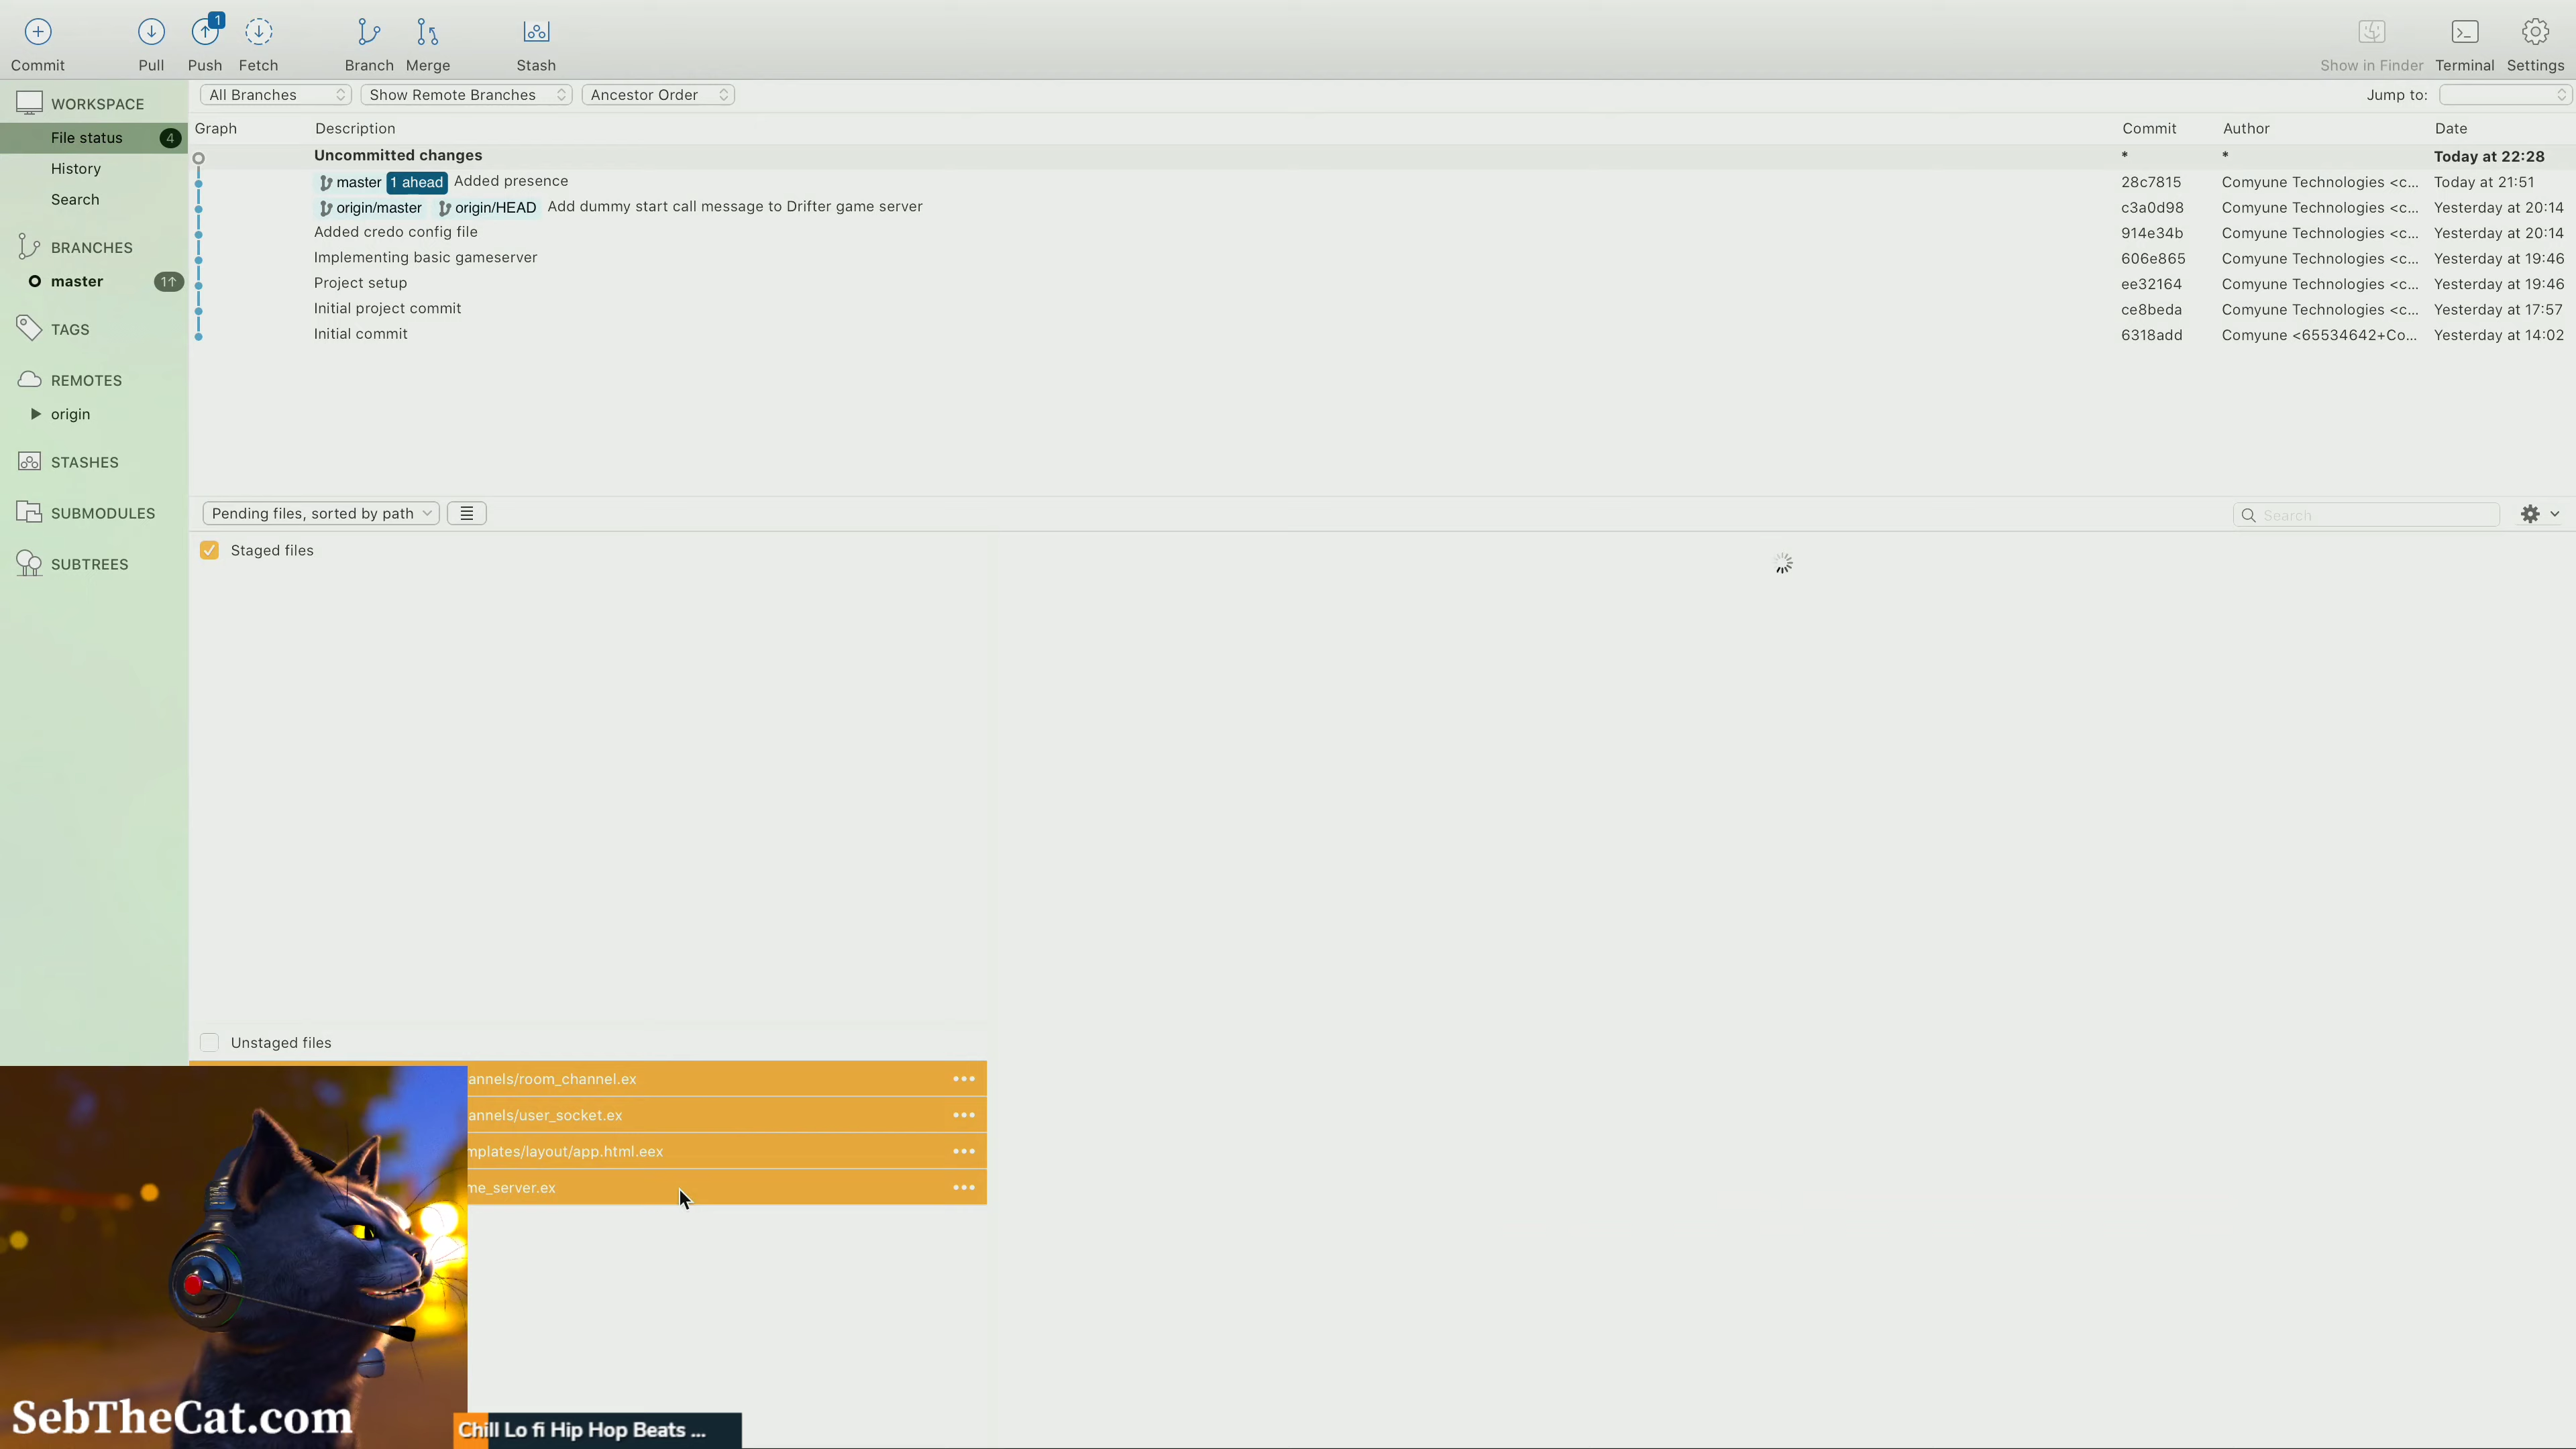 Commit
Pull
1
Push
Fetch
Branch
Merge
Stash
Show in Finder
Terminal
Settings
WORKSPACE
File status 4
History
Search
BRANCHES
master 1↑
TAGS
REMOTES
origin
STASHES
SUBMODULES
SUBTREES
All Branches
Show Remote Branches
Ancestor Order
Jump to:
Graph Description Commit Author Date
Uncommitted changes * * Today at 22:28
master 1 ahead Added presence 28c7815 Comyune Technologies <c... Today at 21:51
origin/master origin/HEAD Add dummy start call message to Drifter game server c3a0d98 Comyune Technologies <c... Yesterday at 20:14
Added credo config file 914e34b Comyune Technologies <c... Yesterday at 20:14
Implementing basic gameserver 606e865 Comyune Technologies <c... Yesterday at 19:46
Project setup ee32164 Comyune Technologies <c... Yesterday at 19:46
Initial project commit ce8beda Comyune Technologies <c... Yesterday at 17:57
Initial commit 6318add Comyune <65534642+Co... Yesterday at 14:02
Pending files, sorted by path
Search
Staged files
Unstaged files
annels/room_channel.ex
annels/user_socket.ex
mplates/layout/app.html.eex
me_server.ex
SebTheCat.com
Chill Lo fi Hip Hop Beats ...